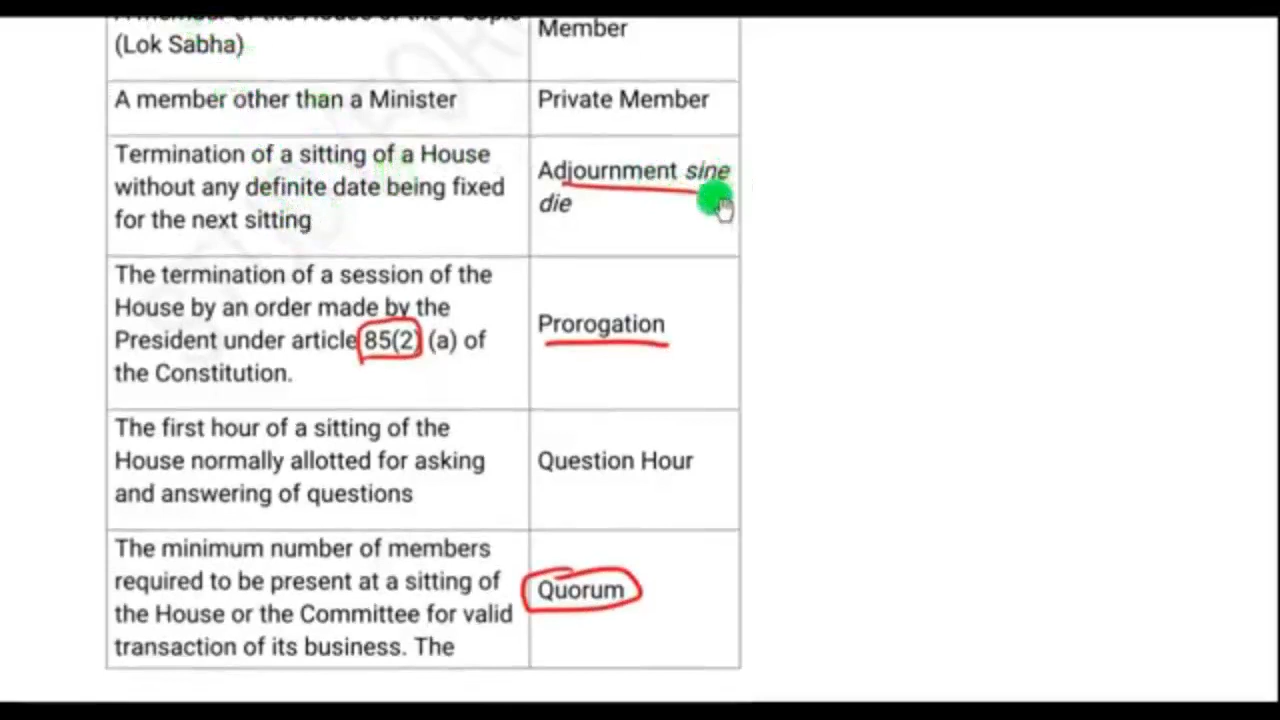 (Lok Sabha)
Member
A member other than a Minister
Private Member
Termination of a sitting of a House
without any definite date being fixed
for the next sitting
Adjournment sine
die
The termination of a session of the
House by an order made by the
President under article 85(2) (a) of
the Constitution.
Prorogation
The first hour of a sitting of the
House normally allotted for asking
and answering of questions
Question Hour
The minimum number of members
required to be present at a sitting of
the House or the Committee for valid
transaction of its business. The
Quorum